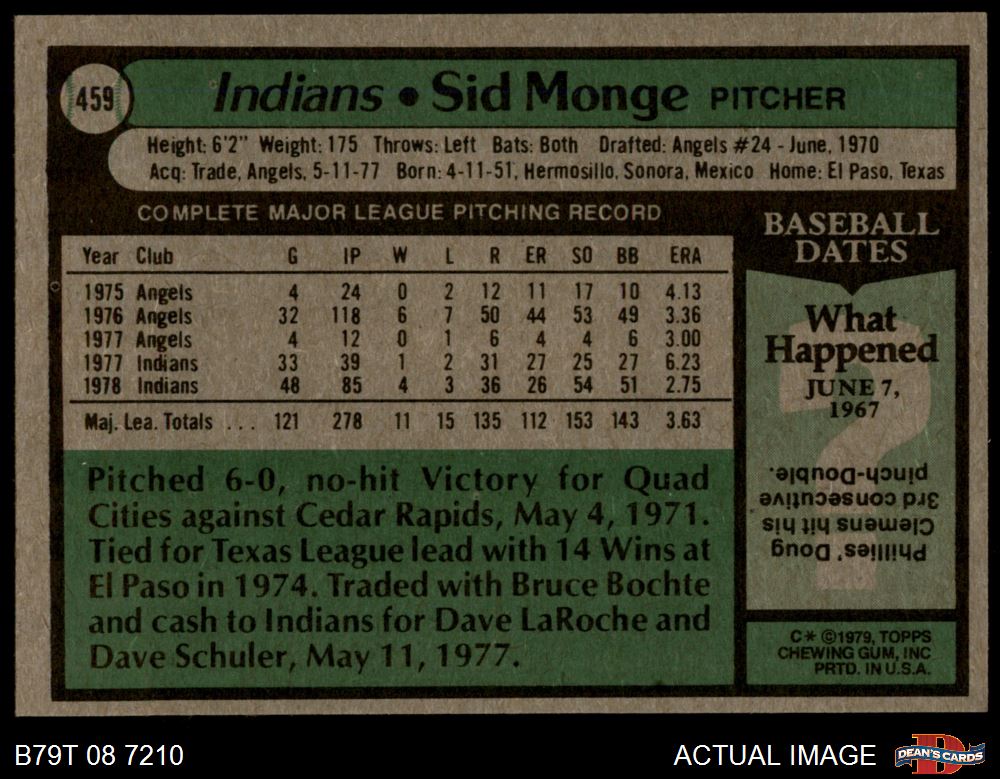 459
Indians • Sid Monge PITCHER
Height: 6'2" Weight: 175 Throws: Left Bats: Both Drafted: Angels #24 - June, 1970
Acq: Trade, Angels, 5-11-77 Born: 4-11-51, Hermosillo, Sonora, Mexico Home: El Paso, Texas
COMPLETE MAJOR LEAGUE PITCHING RECORD
Year Club G IP W L R ER SO BB ERA
1975 Angels 4 24 0 2 12 11 17 10 4.13
1976 Angels 32 118 6 7 50 44 53 49 3.36
1977 Angels 4 12 0 1 6 4 4 6 3.00
1977 Indians 33 39 1 2 31 27 25 27 6.23
1978 Indians 48 85 4 3 36 26 54 51 2.75
Maj. Lea. Totals ... 121 278 11 15 135 112 153 143 3.63
Pitched 6-0, no-hit Victory for Quad
Cities against Cedar Rapids, May 4, 1971.
Tied for Texas League lead with 14 Wins at
El Paso in 1974. Traded with Bruce Bochte
and cash to Indians for Dave LaRoche and
Dave Schuler, May 11, 1977.
BASEBALL
DATES
What
Happened
JUNE 7,
1967
?
Phillies' Doug
Clemens hit his
3rd consecutive
pinch-Double.
C* ©1979, TOPPS
CHEWING GUM, INC
PRTD. IN U.S.A.
B79T 08 7210
ACTUAL IMAGE
D
DEAN'S CARDS